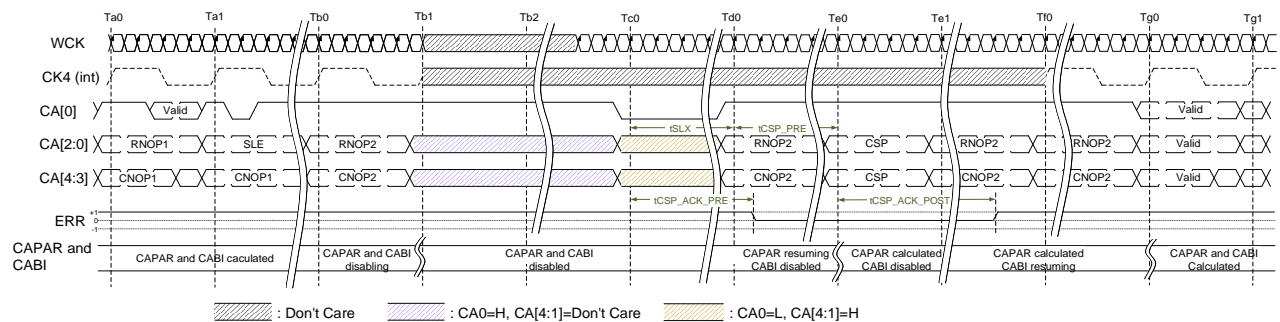 Ta0 Ta1 Tb0 Tb1 Tb2 Tc0 Td0 Te0 Te1 Tf0 Tg0 Tg1
WCK
CK4 (int)
CA[0] Valid Valid
tSLX tCSP_PRE
CA[2:0] RNOP1 SLE RNOP2 RNOP2 CSP RNOP2 RNOP2 Valid
CA[4:3] CNOP1 CNOP1 CNOP2 CNOP2 CSP CNOP2 CNOP2 Valid
tCSP_ACK_PRE tCSP_ACK_POST
ERR +1 0 -1
CAPAR and CABI
CAPAR and CABI caculated
CAPAR and CABI disabling
CAPAR and CABI disabled
CAPAR resuming CABI disabled
CAPAR calculated CABI disabled
CAPAR calculated CABI resuming
CAPAR and CABI Calculated
: Don't Care : CA0=H, CA[4:1]=Don't Care : CA0=L, CA[4:1]=H